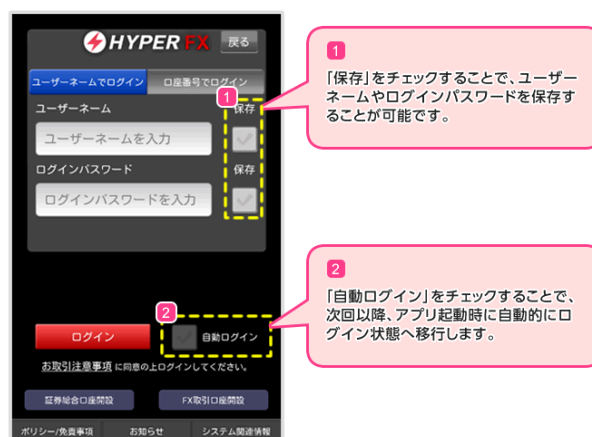 HYPER FX
戻る
ユーザーネームでログイン
口座番号でログイン
1
ユーザーネーム
保存
ユーザーネームを入力
ログインパスワード
保存
ログインパスワードを入力
2
ログイン
自動ログイン
お取引注意事項 に同意の上ログインしてください。
証券総合口座開設
FX取引口座開設
ポリシー/免責事項
お知らせ
システム関連情報
1
「保存」をチェックすることで、ユーザー
ネームやログインパスワードを保存す
ることが可能です。
2
「自動ログイン」をチェックすることで、
次回以降、アプリ起動時に自動的にロ
グイン状態へ移行します。